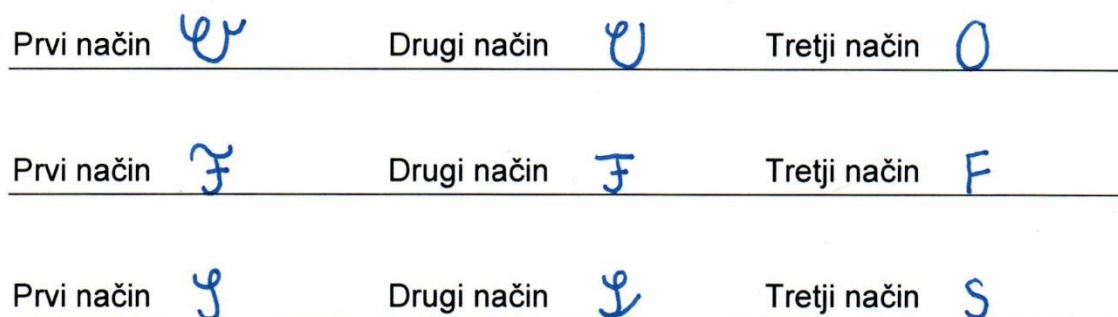 Prvi način O Drugi način O Tretji način O
Prvi način F Drugi način F Tretji način F
Prvi način S Drugi način S Tretji način S